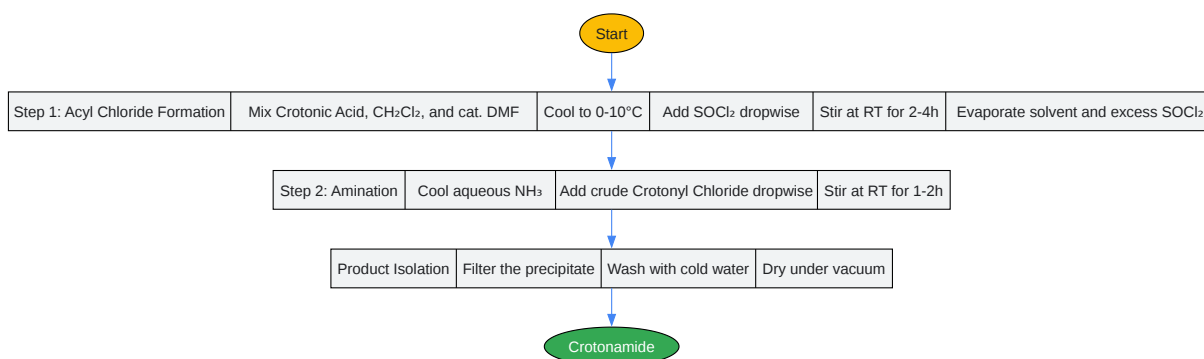 Start
Step 1: Acyl Chloride Formation
Mix Crotonic Acid, CH₂Cl₂, and cat. DMF
Cool to 0-10°C
Add SOCl₂ dropwise
Stir at RT for 2-4h
Evaporate solvent and excess SOCl₂
Step 2: Amination
Cool aqueous NH₃
Add crude Crotonyl Chloride dropwise
Stir at RT for 1-2h
Product Isolation
Filter the precipitate
Wash with cold water
Dry under vacuum
Crotonamide